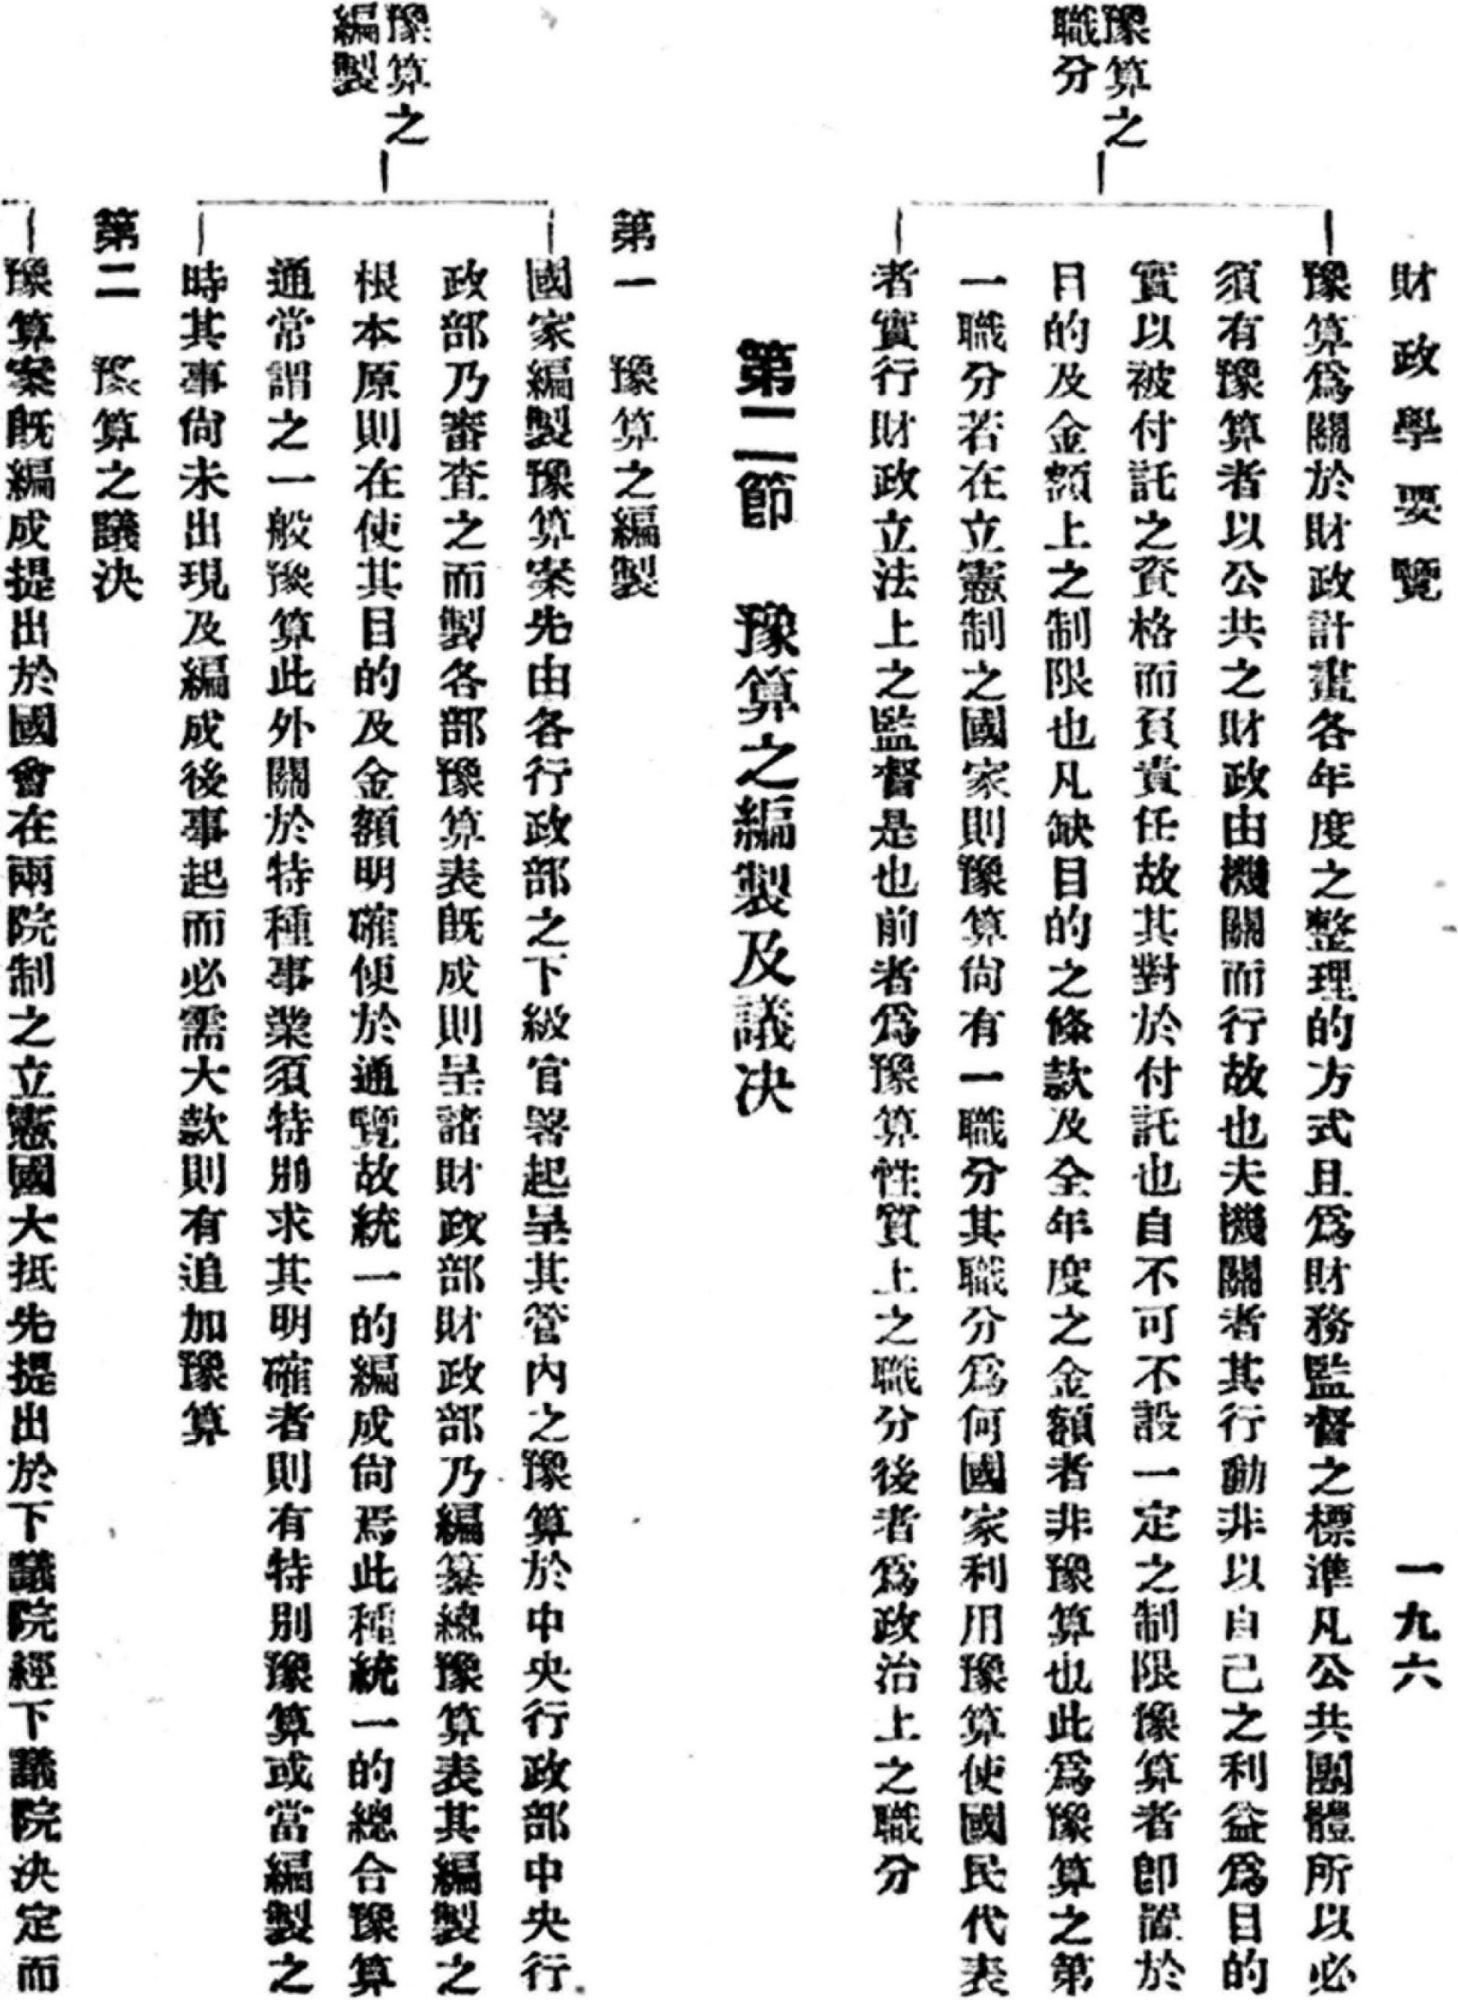 財政學要覽
一九六
豫算之
職分
豫算爲關於財政計畫各年度之整理的方式且爲財務監督之標準凡公共團體所以必
須有豫算者以公共之財政由機關而行故也夫機關者其行動非以自己之利益爲目的
實以被付託之資格而負責任故其對於付託也自不可不設一定之制限豫算者卽置於
目的及金額上之制限也凡缺目的之條款及全年度之金額者非豫算也此爲豫算之第
一職分若在立憲制之國家則豫算尙有一職分其職分爲何國家利用豫算使國民代表
者實行財政立法上之監督是也前者爲豫算性質上之職分後者爲政治上之職分
第二節 豫算之編製及議決
第一 豫算之編製
豫算之
編製
國家編製豫算案先由各行政部之下級官署起呈其管內之豫算於中央行政部中央行
政部乃審查之而製各部豫算表既成則呈諸財政部財政部乃編纂總豫算表其編製之
根本原則在使其目的及金額明確便於通覽故統一的編成尙焉此種統一的總合豫算
通常謂之一般豫算此外關於特種事業須特別求其明確者則有特別豫算或當編製之
時其事尙未出現及編成後事起而必需大款則有追加豫算
第二 豫算之議決
豫算案既編成提出於國會在兩院制之立憲國大抵先提出於下議院經下議院決定而